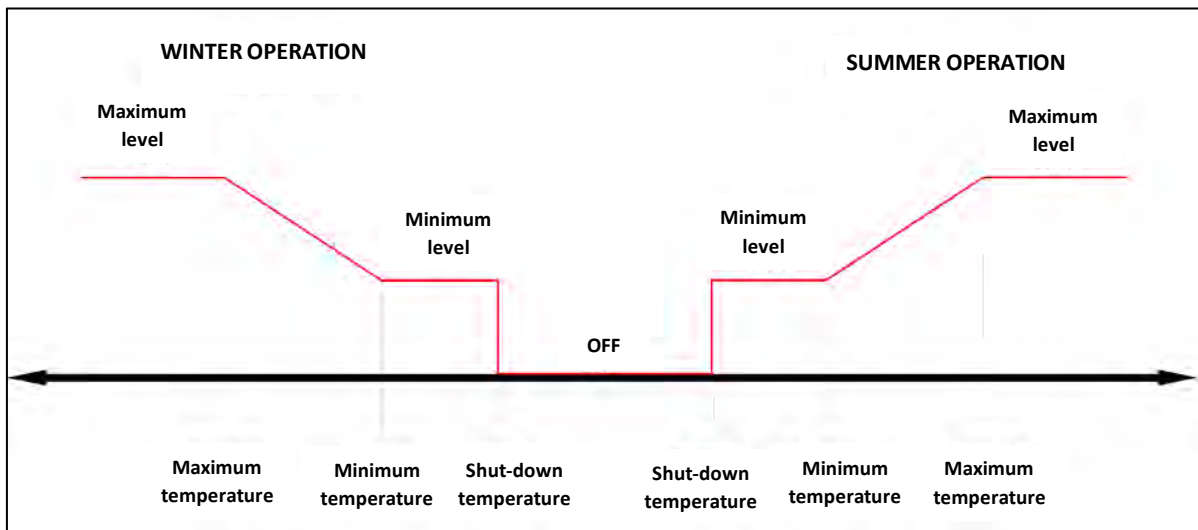 WINTER OPERATION
SUMMER OPERATION
Maximum
level
Maximum
level
Minimum
level
Minimum
level
OFF
Maximum
temperature
Minimum
temperature
Shut-down
temperature
Shut-down
temperature
Minimum
temperature
Maximum
temperature